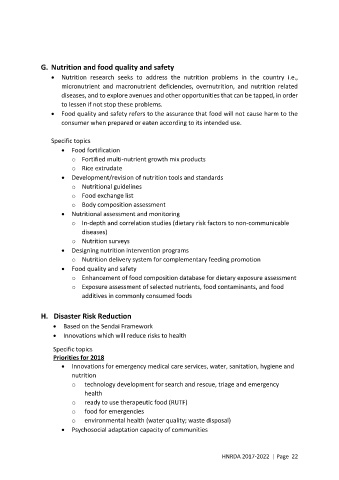 G. Nutrition and food quality and safety
• Nutrition research seeks to address the nutrition problems in the country i.e.,
micronutrient and macronutrient deficiencies, overnutrition, and nutrition related
diseases, and to explore avenues and other opportunities that can be tapped, in order
to lessen if not stop these problems.
• Food quality and safety refers to the assurance that food will not cause harm to the
consumer when prepared or eaten according to its intended use.
Specific topics
• Food fortification
o Fortified multi-nutrient growth mix products
o Rice extrudate
• Development/revision of nutrition tools and standards
o Nutritional guidelines
o Food exchange list
o Body composition assessment
• Nutritional assessment and monitoring
o In-depth and correlation studies (dietary risk factors to non-communicable
diseases)
o Nutrition surveys
• Designing nutrition intervention programs
o Nutrition delivery system for complementary feeding promotion
• Food quality and safety
o Enhancement of food composition database for dietary exposure assessment
o Exposure assessment of selected nutrients, food contaminants, and food
additives in commonly consumed foods
H. Disaster Risk Reduction
• Based on the Sendai Framework
• Innovations which will reduce risks to health
Specific topics
Priorities for 2018
• Innovations for emergency medical care services, water, sanitation, hygiene and
nutrition
o technology development for search and rescue, triage and emergency
health
o ready to use therapeutic food (RUTF)
o food for emergencies
o environmental health (water quality; waste disposal)
• Psychosocial adaptation capacity of communities
HNRDA 2017-2022 | Page 22